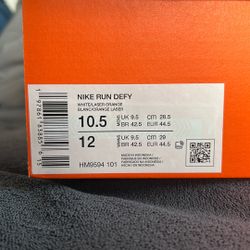 NIKE RUN DEFY
WHITE/LASER ORANGE
BLANC/ORANGE LASER
10.5 UK 9.5 CM 28.5
BR 42.5 EUR 44.5
12 UK 9.5 CM 29
BR 42.5 EUR 44.5
HM9594 101
MADE IN INDONESIA